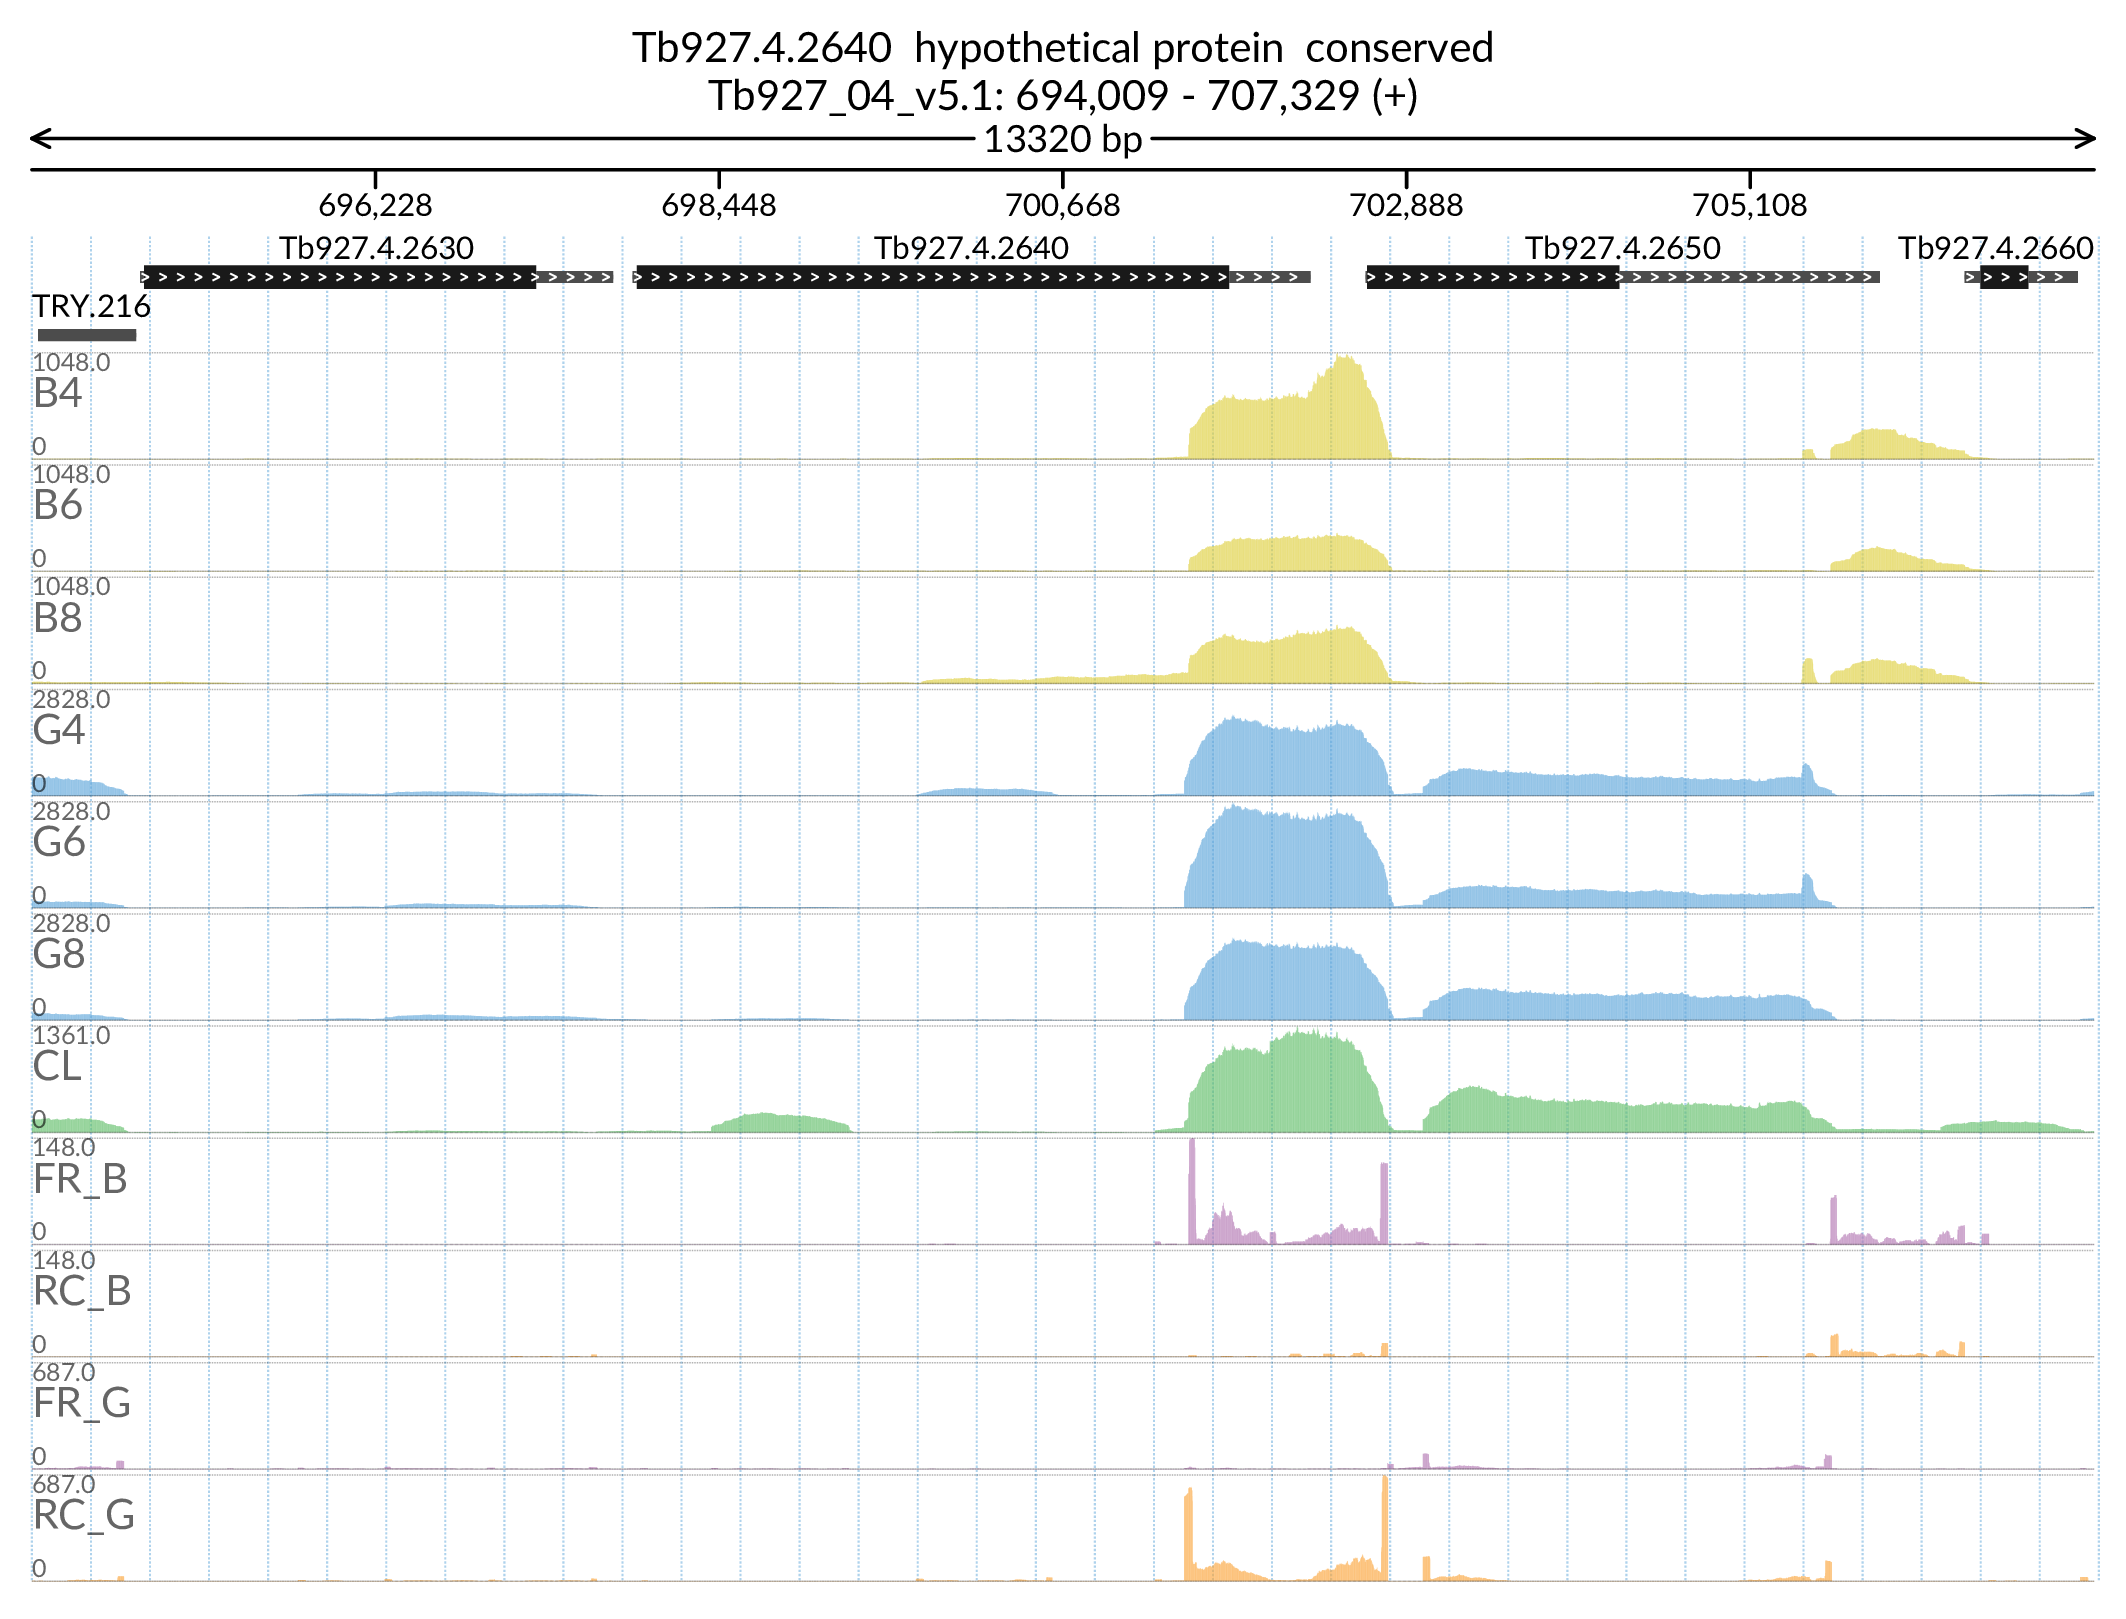 Tb927.4.2640 hypothetical protein conserved
Tb927_04_v5.1: 694,009 - 707,329 (+)
13320 bp
696,228 698,448 700,668 702,888 705,108
Tb927.4.2630 Tb927.4.2640 Tb927.4.2650 Tb927.4.2660
TRY.216
1048.0
B4
0
1048.0
B6
0
1048.0
B8
0
2828.0
G4
0
2828.0
G6
0
2828.0
G8
0
1361.0
CL
0
148.0
FR_B
0
148.0
RC_B
0
687.0
FR_G
0
687.0
RC_G
0